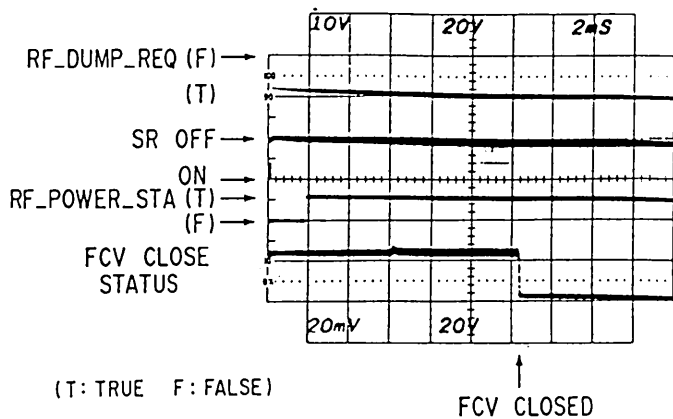 10V 20V 2mS
RF_DUMP_REQ (F)
(T)
SR OFF
ON
RF_POWER_STA (T)
(F)
FCV CLOSE
STATUS
20mV 20V
(T: TRUE F: FALSE)
FCV CLOSED